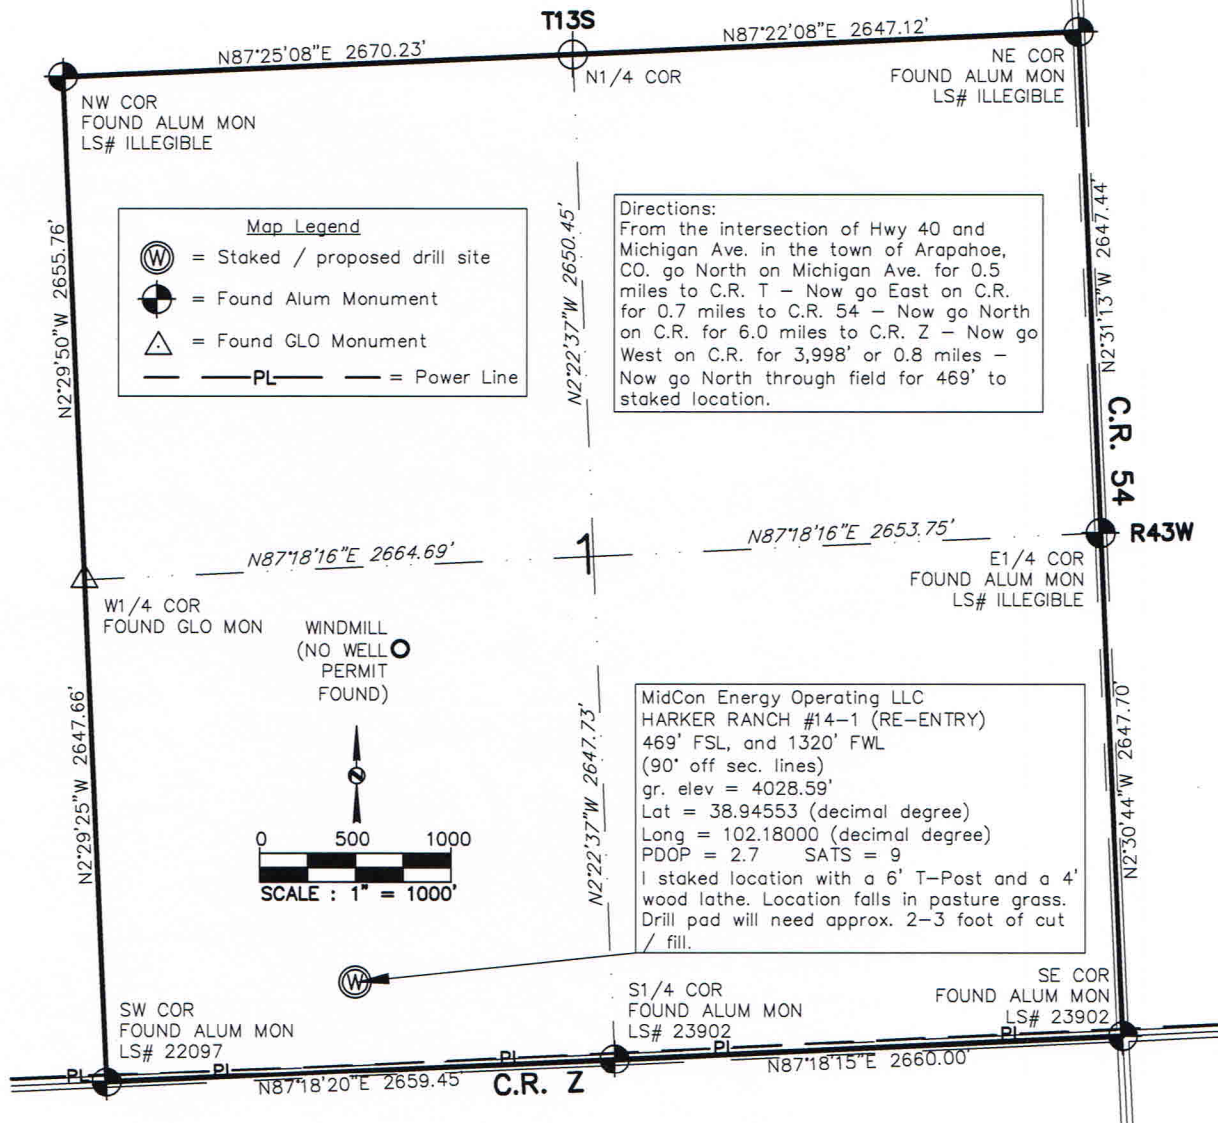 T13S
N87°25'08"E 2670.23'
N87°22'08"E 2647.12'
N1/4 COR
NE COR
FOUND ALUM MON
LS# ILLEGIBLE
NW COR
FOUND ALUM MON
LS# ILLEGIBLE
N2°29'50"W 2655.76'
Map Legend
W = Staked / proposed drill site
= Found Alum Monument
= Found GLO Monument
PL = Power Line
N2°22'37"W 2650.45'
Directions:
From the intersection of Hwy 40 and
Michigan Ave. in the town of Arapahoe,
CO. go North on Michigan Ave. for 0.5
miles to C.R. T – Now go East on C.R.
for 0.7 miles to C.R. 54 – Now go North
on C.R. for 6.0 miles to C.R. Z – Now go
West on C.R. for 3,998' or 0.8 miles –
Now go North through field for 469' to
staked location.
N2°31'13"W 2647.44'
C.R. 54
N87°18'16"E 2664.69'
1
N87°18'16"E 2653.75'
R43W
E1/4 COR
FOUND ALUM MON
LS# ILLEGIBLE
W1/4 COR
FOUND GLO MON
WINDMILL
(NO WELL
PERMIT
FOUND)
N2°29'25"W 2647.66'
N
0 500 1000
SCALE : 1" = 1000'
N2°22'37"W 2647.73'
MidCon Energy Operating LLC
HARKER RANCH #14-1 (RE-ENTRY)
469' FSL, and 1320' FWL
(90° off sec. lines)
gr. elev = 4028.59'
Lat = 38.94553 (decimal degree)
Long = 102.18000 (decimal degree)
PDOP = 2.7 SATS = 9
I staked location with a 6' T-Post and a 4'
wood lathe. Location falls in pasture grass.
Drill pad will need approx. 2-3 foot of cut
/ fill.
N2°30'44"W 2647.70'
W
SW COR
FOUND ALUM MON
LS# 22097
S1/4 COR
FOUND ALUM MON
LS# 23902
SE COR
FOUND ALUM MON
LS# 23902
PL
PL
PL
PL
PL
N87°18'20"E 2659.45'
C.R. Z
N87°18'15"E 2660.00'